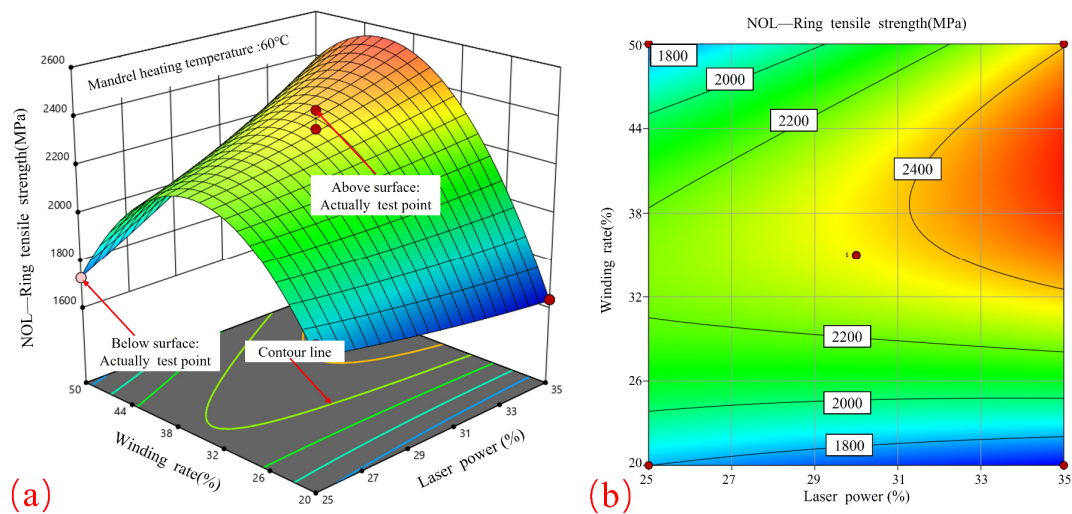 (a)
NOL—Ring tensile strength(MPa)
2600
2400
2200
2000
1800
1600
Mandrel heating temperature :60℃
Above surface:
Actually test point
Below surface:
Actually test point
Contour line
50
44
38
32
26
20
Winding rate(%)
25
27
29
31
33
35
Laser power (%)
(b)
NOL—Ring tensile strength(MPa)
Winding rate(%)
50
44
38
32
26
20
1800
2000
2200
2400
5
2200
2000
1800
25
27
29
31
33
35
Laser power (%)